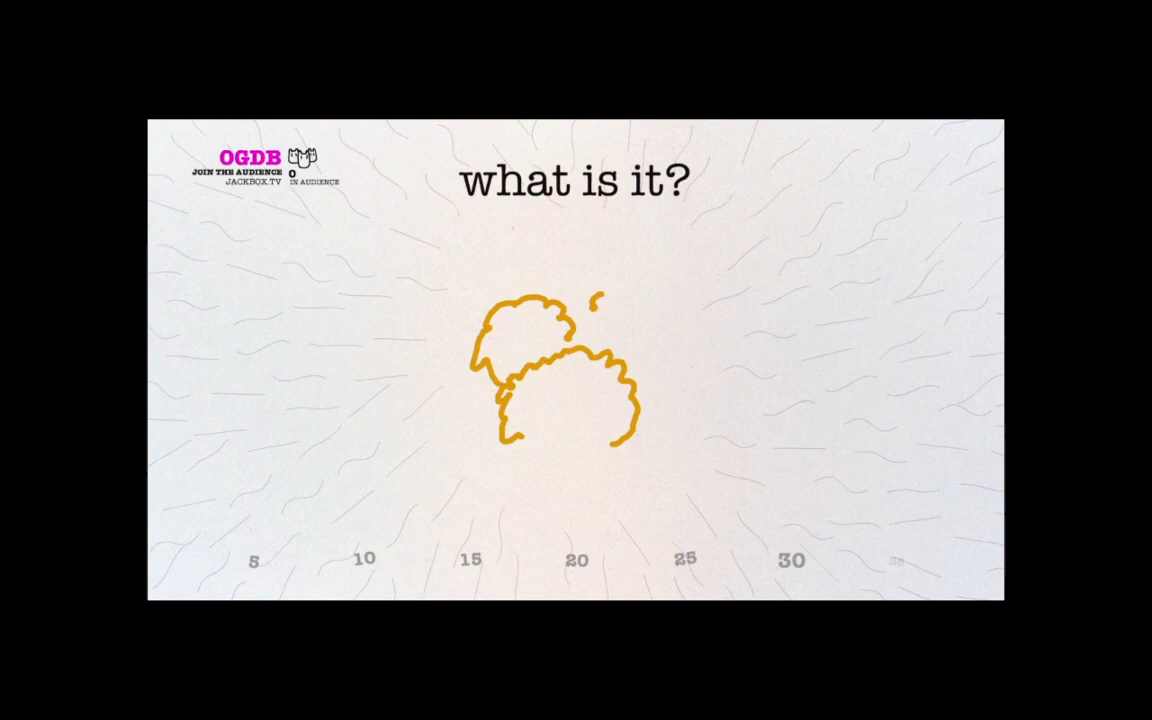 OGDB
JOIN THE AUDIENCE
JACKBOX.TV
0
IN AUDIENCE
what is it?
5
10
15
20
25
30